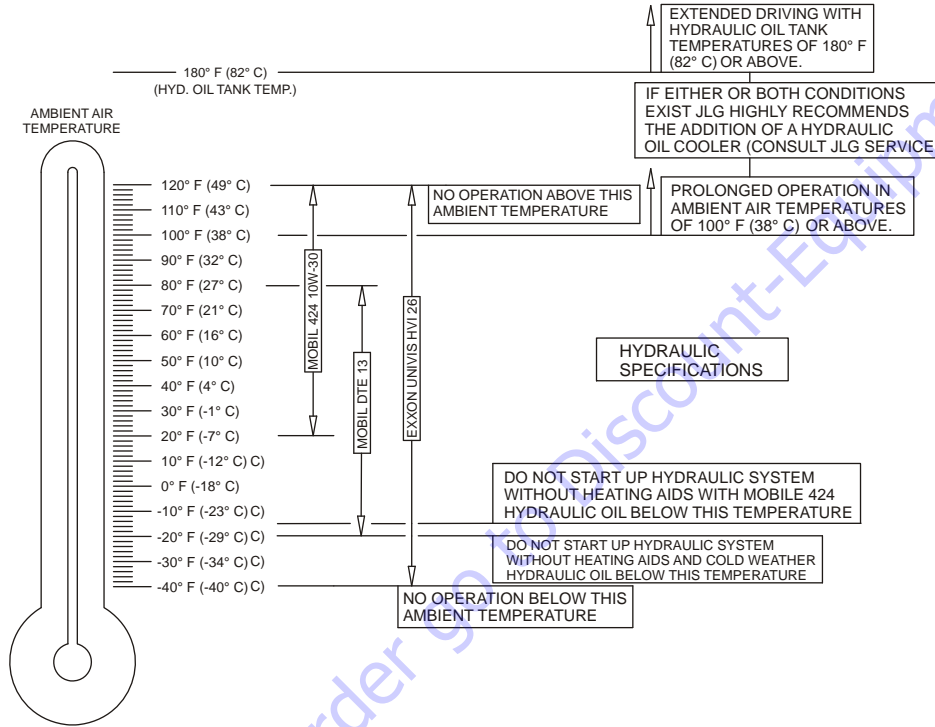 EXTENDED DRIVING WITH
HYDRAULIC OIL TANK
TEMPERATURES OF 180° F
(82° C) OR ABOVE.
180° F (82° C)
(HYD. OIL TANK TEMP.)
IF EITHER OR BOTH CONDITIONS
EXIST JLG HIGHLY RECOMMENDS
THE ADDITION OF A HYDRAULIC
OIL COOLER (CONSULT JLG SERVICE
AMBIENT AIR
TEMPERATURE
120° F (49° C)
110° F (43° C)
100° F (38° C)
90° F (32° C)
80° F (27° C)
70° F (21° C)
60° F (16° C)
50° F (10° C)
40° F (4° C)
30° F (-1° C)
20° F (-7° C)
10° F (-12° C) C)
0° F (-18° C)
-10° F (-23° C) C)
-20° F (-29° C) C)
-30° F (-34° C) C)
-40° F (-40° C) C)
MOBIL 424 10W-30
MOBIL DTE 13
EXXON UNIVIS HVI 26
NO OPERATION ABOVE THIS
AMBIENT TEMPERATURE
PROLONGED OPERATION IN
AMBIENT AIR TEMPERATURES
OF 100° F (38° C) OR ABOVE.
HYDRAULIC
SPECIFICATIONS
DO NOT START UP HYDRAULIC SYSTEM
WITHOUT HEATING AIDS WITH MOBILE 424
HYDRAULIC OIL BELOW THIS TEMPERATURE
DO NOT START UP HYDRAULIC SYSTEM
WITHOUT HEATING AIDS AND COLD WEATHER
HYDRAULIC OIL BELOW THIS TEMPERATURE
NO OPERATION BELOW THIS
AMBIENT TEMPERATURE
order go to Discount-Equipm